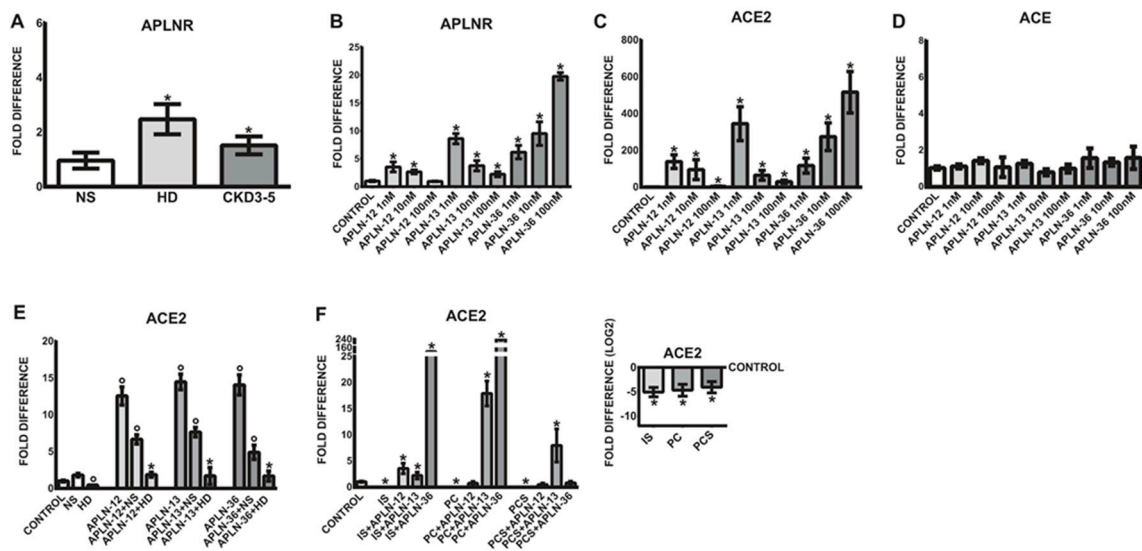 A
APLNR
FOLD DIFFERENCE
6
4
2
0
NS
HD
CKD3-5
B
APLNR
FOLD DIFFERENCE
25
20
15
10
5
0
CONTROL
APLN-12 1nM
APLN-12 10nM
APLN-12 100nM
APLN-13 1nM
APLN-13 10nM
APLN-13 100nM
APLN-36 1nM
APLN-36 10nM
APLN-36 100nM
C
ACE2
FOLD DIFFERENCE
800
600
400
200
0
CONTROL
APLN-12 1nM
APLN-12 10nM
APLN-12 100nM
APLN-13 1nM
APLN-13 10nM
APLN-13 100nM
APLN-36 1nM
APLN-36 10nM
APLN-36 100nM
D
ACE
FOLD DIFFERENCE
8
6
4
2
0
CONTROL
APLN-12 1nM
APLN-12 10nM
APLN-12 100nM
APLN-13 1nM
APLN-13 10nM
APLN-13 100nM
APLN-36 1nM
APLN-36 10nM
APLN-36 100nM
E
ACE2
FOLD DIFFERENCE
20
15
10
5
0
CONTROL
NS
HD
APLN-12
APLN-12+NS
APLN-12+HD
APLN-13
APLN-13+NS
APLN-13+HD
APLN-36
APLN-36+NS
APLN-36+HD
F
ACE2
FOLD DIFFERENCE
240
160
25
20
15
10
5
0
CONTROL
IS
IS+APLN-12
IS+APLN-13
IS+APLN-36
PC
PC+APLN-12
PC+APLN-13
PC+APLN-36
PCS
PCS+APLN-12
PCS+APLN-13
PCS+APLN-36
ACE2
FOLD DIFFERENCE (LOG2)
0
-5
-10
CONTROL
IS
PC
PCS